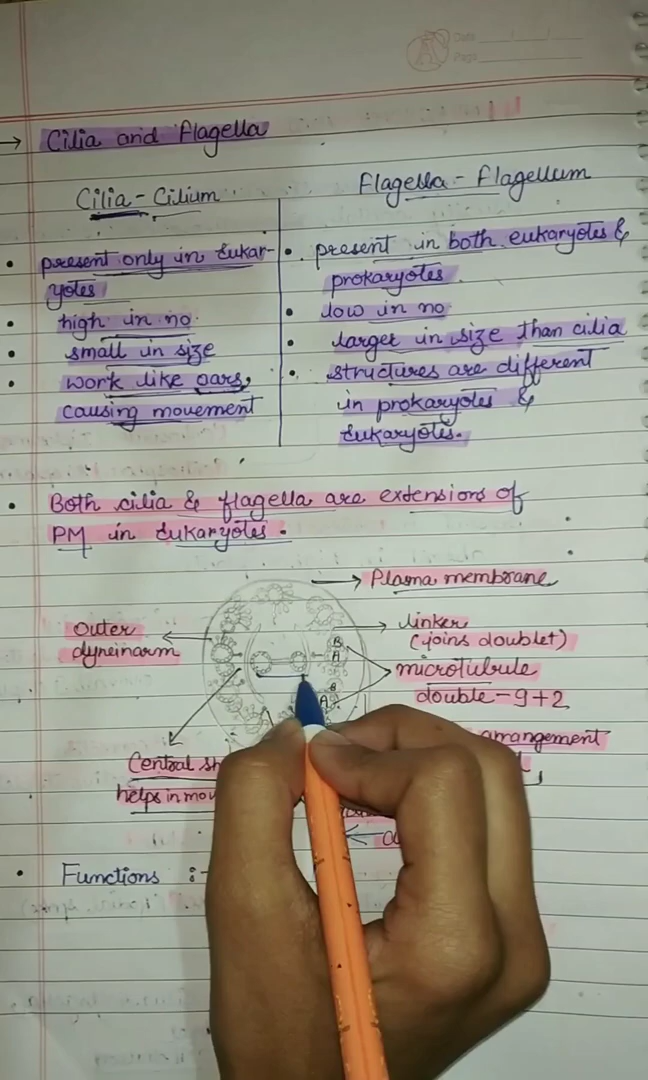 Date
Page
→ Cilia and Flagella
Cilia - Cilium
• present only in Eukar-
yotes
• high in no.
• small in size
• work like oars,
causing movement
Flagella - Flagellum
• present in both eukaryotes &
prokaryotes
• low in no
• larger in size than cilia
• structures are different
in prokaryotes &
Eukaryotes.
• Both cilia & flagella are extensions of
PM in Eukaryotes.
Plasma membrane
Outer
dyneinarm
linker
(joins doublet)
B
A
microtubule
double - 9+2
B
A
arrangement
Central
helps in
• Functions :-